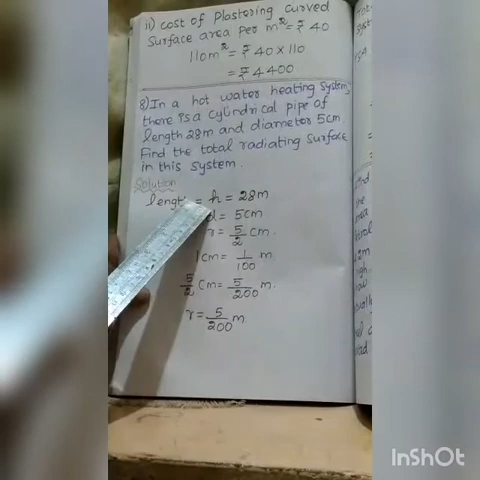 ii) cost of Plastering curved
Surface area per m² = ₹ 40
110m² = ₹ 40 × 110
= ₹ 4400
8) In a hot water heating system,
there is a cylindrical pipe of
length 28m and diameter 5cm
Find the total radiating surface
in this system.
Solution
= h = 28m
d = 5cm
r = 5/2 cm.
1cm = 1/100 m
5/2 cm = 5/200 m.
r = 5/200 m
InShOt